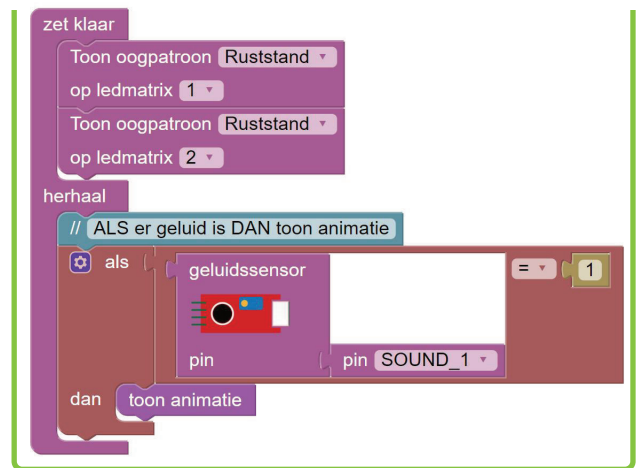 zet klaar
Toon oogpatroon Ruststand
op ledmatrix 1
Toon oogpatroon Ruststand
op ledmatrix 2
herhaal
// ALS er geluid is DAN toon animatie
als geluidssensor = 1
pin pin SOUND_1
dan toon animatie